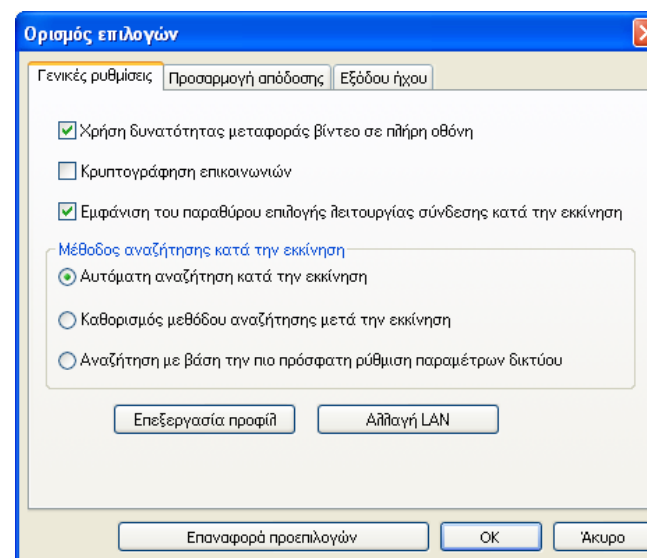 Ορισμός επιλογών
Γενικές ρυθμίσεις Προσαρμογή απόδοσης Εξόδου ήχου
Χρήση δυνατότητας μεταφοράς βίντεο σε πλήρη οθόνη
Κρυπτογράφηση επικοινωνιών
Εμφάνιση του παραθύρου επιλογής λειτουργίας σύνδεσης κατά την εκκίνηση
Μέθοδος αναζήτησης κατά την εκκίνηση
Αυτόματη αναζήτηση κατά την εκκίνηση
Καθορισμός μεθόδου αναζήτησης μετά την εκκίνηση
Αναζήτηση με βάση την πιο πρόσφατη ρύθμιση παραμέτρων δικτύου
Επεξεργασία προφίλ Αλλαγή LAN
Επαναφορά προεπιλογών OK Άκυρο